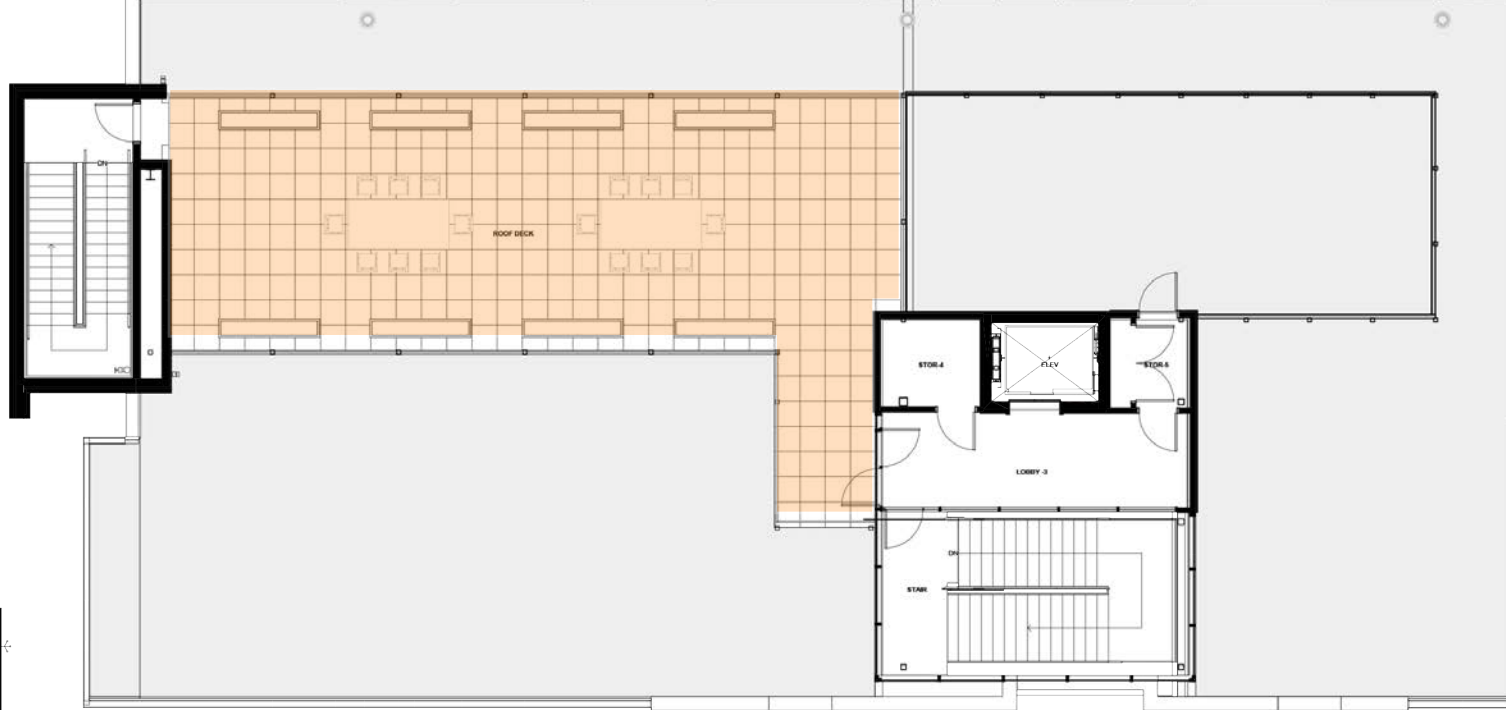 DN
ROOF DECK
STOR-4
ELEV
STOR-5
LOBBY -3
DN
STAIR